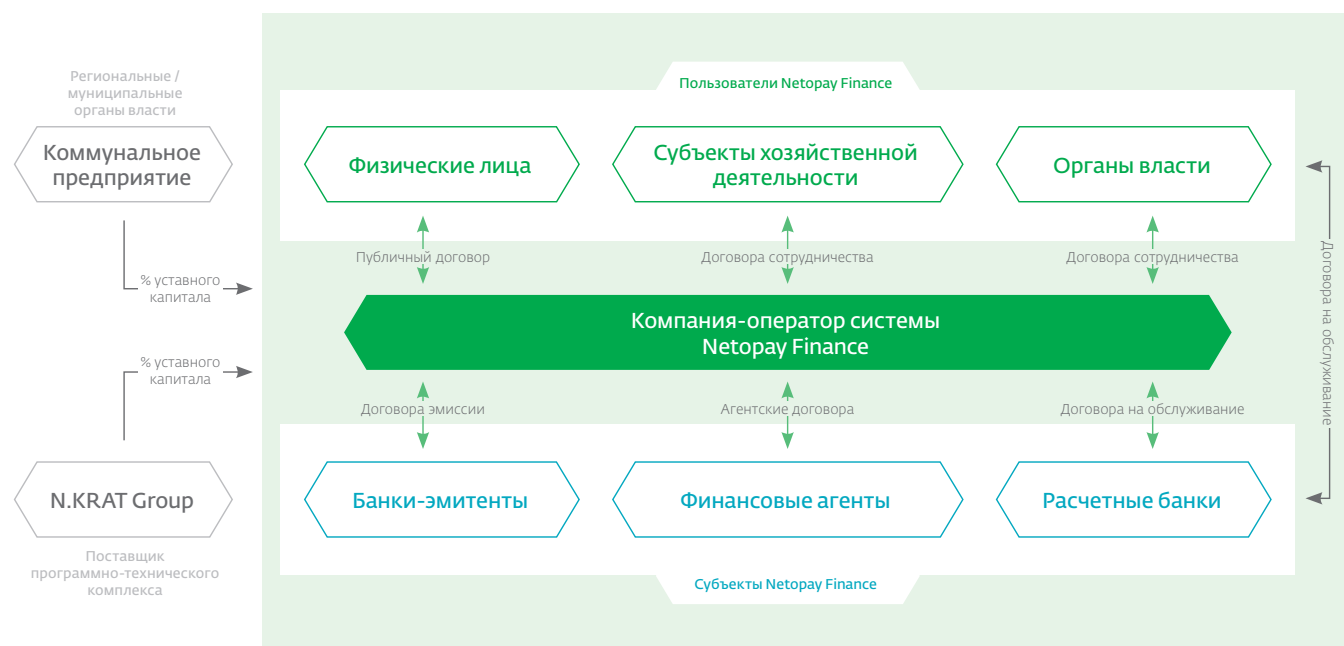 Региональные /
муниципальные
органы власти
Коммунальное
предприятие
% уставного
капитала
% уставного
капитала
N.KRAT Group
Поставщик
программно-технического
комплекса
Пользователи Netopay Finance
Физические лица
Субъекты хозяйственной
деятельности
Органы власти
Публичный договор
Договора сотрудничества
Договора сотрудничества
Компания-оператор системы
Netopay Finance
Договора эмиссии
Агентские договора
Договора на обслуживание
Банки-эмитенты
Финансовые агенты
Расчетные банки
Субъекты Netopay Finance
Договора на обслуживание